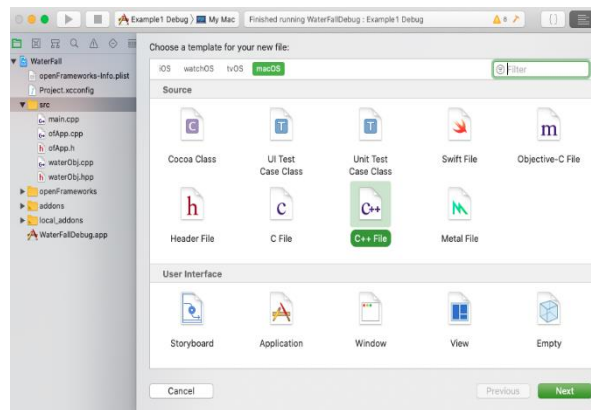 Example1 Debug
My Mac
Finished running WaterFallDebug : Example1 Debug
6
WaterFall
openFrameworks-Info.plist
Project.xcconfig
src
main.cpp
ofApp.cpp
ofApp.h
waterObj.cpp
waterObj.hpp
openFrameworks
addons
local_addons
WaterFallDebug.app
Choose a template for your new file:
iOS watchOS tvOS macOS
Filter
Source
C T T m
Cocoa Class
UI Test
Case Class
Unit Test
Case Class
Swift File
Objective-C File
h c C++
Header File
C File
C++ File
Metal File
User Interface
Storyboard
Application
Window
View
Empty
Cancel
Previous
Next